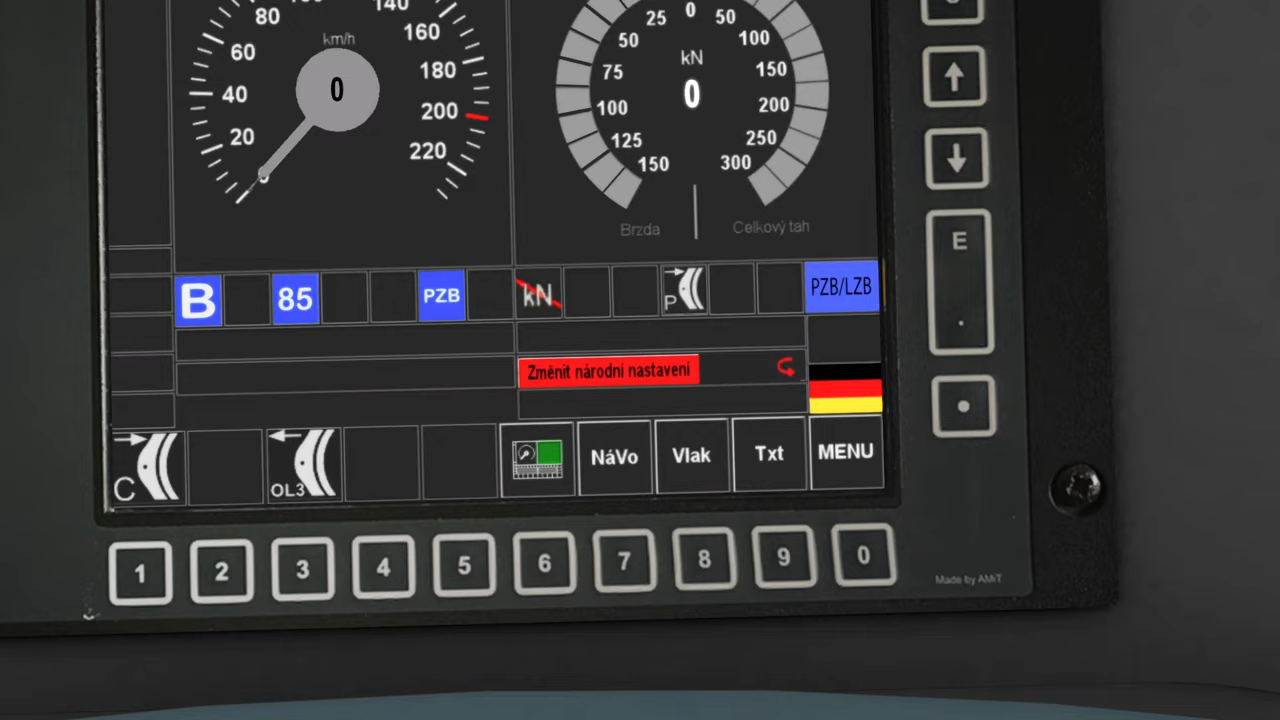 80
140
160
60
km/h
180
40
0
200
20
220
25
0
50
50
100
kN
75
150
0
100
200
125
250
150
300
Brzda
Celkový tah
E
B
85
PZB
kN
P
PZB/LZB
Změnit národní nastavení
C
OL3
NáVo
Vlak
Txt
MENU
1
2
3
4
5
6
7
8
9
0
Made by AMiT